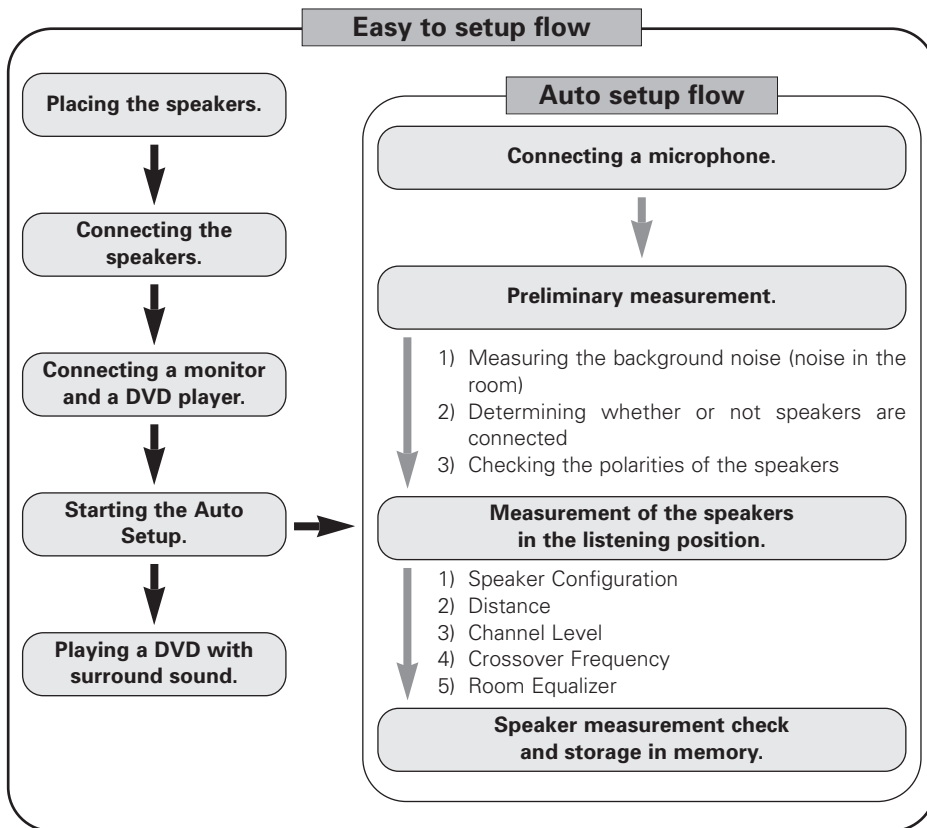 Easy to setup flow
Placing the speakers.
Connecting the
speakers.
Connecting a monitor
and a DVD player.
Starting the Auto
Setup.
Playing a DVD with
surround sound.
Auto setup flow
Connecting a microphone.
Preliminary measurement.
1) Measuring the background noise (noise in the
room)
2) Determining whether or not speakers are
connected
3) Checking the polarities of the speakers
Measurement of the speakers
in the listening position.
1) Speaker Configuration
2) Distance
3) Channel Level
4) Crossover Frequency
5) Room Equalizer
Speaker measurement check
and storage in memory.